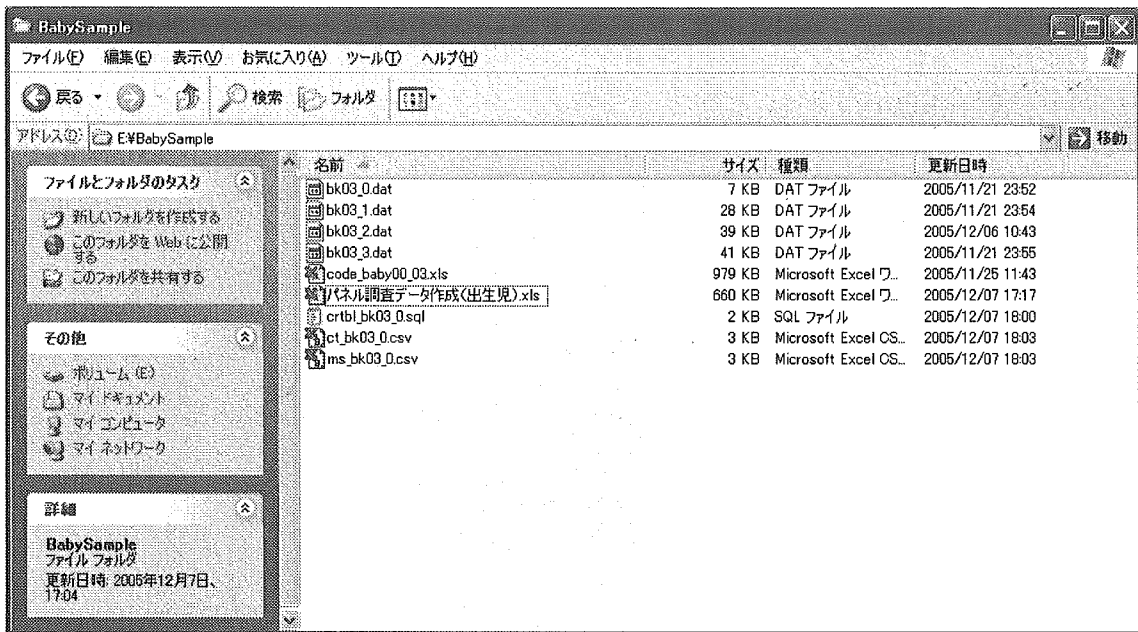 BabySample
ファイル(F) 編集(E) 表示(V) お気に入り(A) ツール(T) ヘルプ(H)
戻る 検索 フォルダ
アドレス(D) E:¥BabySample 移動
ファイルとフォルダのタスク
新しいフォルダを作成する
このフォルダを Web に公開
する
このフォルダを共有する
その他
ボリューム (E:)
マイ ドキュメント
マイ コンピュータ
マイ ネットワーク
詳細
BabySample
ファイル フォルダ
更新日時: 2005年12月7日、
17:04
名前 サイズ 種類 更新日時
bk03_0.dat 7 KB DAT ファイル 2005/11/21 23:52
bk03_1.dat 28 KB DAT ファイル 2005/11/21 23:54
bk03_2.dat 39 KB DAT ファイル 2005/12/06 10:43
bk03_3.dat 41 KB DAT ファイル 2005/11/21 23:55
code_baby00_03.xls 979 KB Microsoft Excel ワ... 2005/11/25 11:43
パネル調査データ作成(出生児).xls 660 KB Microsoft Excel ワ... 2005/12/07 17:17
crtbl_bk03_0.sql 2 KB SQL ファイル 2005/12/07 18:00
ct_bk03_0.csv 3 KB Microsoft Excel CS... 2005/12/07 18:03
ms_bk03_0.csv 3 KB Microsoft Excel CS... 2005/12/07 18:03